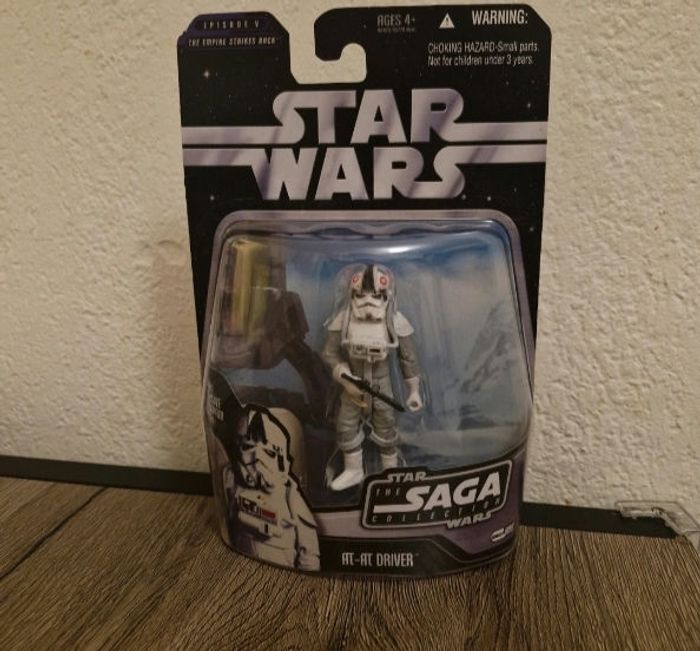 EPISODE V
THE EMPIRE STRIKES BACK
AGES 4+
WARNING:
CHOKING HAZARD-Small parts.
Not for children under 3 years.
STAR
WARS
STAR
THE SAGA
COLLECTION
WARS
AT-AT DRIVER